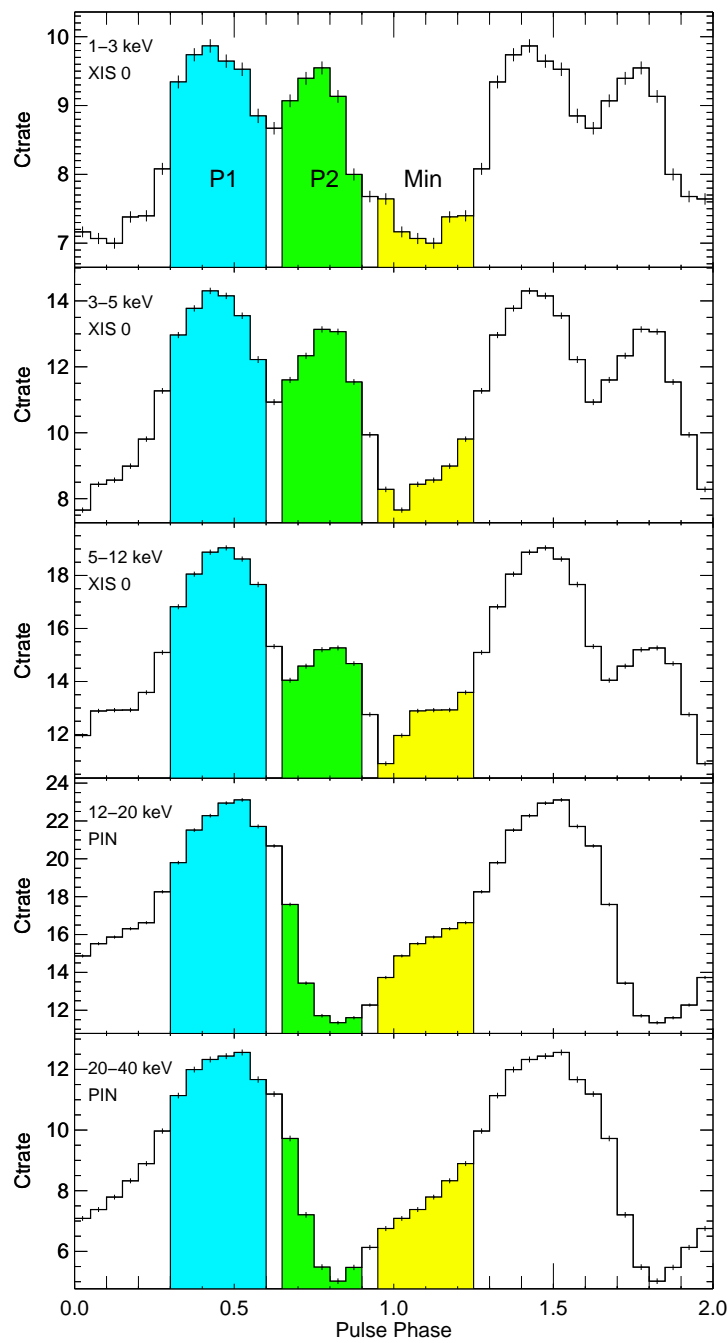 1–3 keV
XIS 0
P1 P2 Min
10
9
8
7
Ctrate
3–5 keV
XIS 0
14
12
10
8
Ctrate
5–12 keV
XIS 0
18
16
14
12
Ctrate
12–20 keV
PIN
24
22
20
18
16
14
12
Ctrate
20–40 keV
PIN
12
10
8
6
Ctrate
0.0 0.5 1.0 1.5 2.0
Pulse Phase